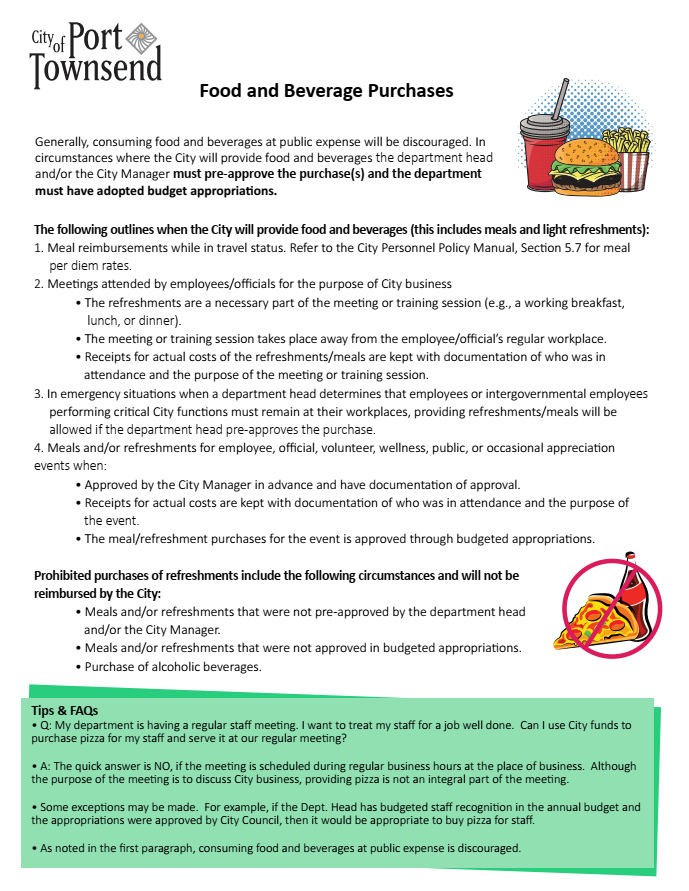 City of Port
Townsend
Food and Beverage Purchases
Generally, consuming food and beverages at public expense will be discouraged. In
circumstances where the City will provide food and beverages the department head
and/or the City Manager must pre-approve the purchase(s) and the department
must have adopted budget appropriations.
The following outlines when the City will provide food and beverages (this includes meals and light refreshments):
1. Meal reimbursements while in travel status. Refer to the City Personnel Policy Manual, Section 5.7 for meal
per diem rates.
2. Meetings attended by employees/officials for the purpose of City business
• The refreshments are a necessary part of the meeting or training session (e.g., a working breakfast,
lunch, or dinner).
• The meeting or training session takes place away from the employee/official's regular workplace.
• Receipts for actual costs of the refreshments/meals are kept with documentation of who was in
attendance and the purpose of the meeting or training session.
3. In emergency situations when a department head determines that employees or intergovernmental employees
performing critical City functions must remain at their workplaces, providing refreshments/meals will be
allowed if the department head pre-approves the purchase.
4. Meals and/or refreshments for employee, official, volunteer, wellness, public, or occasional appreciation
events when:
• Approved by the City Manager in advance and have documentation of approval.
• Receipts for actual costs are kept with documentation of who was in attendance and the purpose of
the event.
• The meal/refreshment purchases for the event is approved through budgeted appropriations.
Prohibited purchases of refreshments include the following circumstances and will not be
reimbursed by the City:
• Meals and/or refreshments that were not pre-approved by the department head
and/or the City Manager.
• Meals and/or refreshments that were not approved in budgeted appropriations.
• Purchase of alcoholic beverages.
Tips & FAQs
• Q: My department is having a regular staff meeting. I want to treat my staff for a job well done. Can I use City funds to
purchase pizza for my staff and serve it at our regular meeting?
• A: The quick answer is NO, if the meeting is scheduled during regular business hours at the place of business. Although
the purpose of the meeting is to discuss City business, providing pizza is not an integral part of the meeting.
• Some exceptions may be made. For example, if the Dept. Head has budgeted staff recognition in the annual budget and
the appropriations were approved by City Council, then it would be appropriate to buy pizza for staff.
• As noted in the first paragraph, consuming food and beverages at public expense is discouraged.